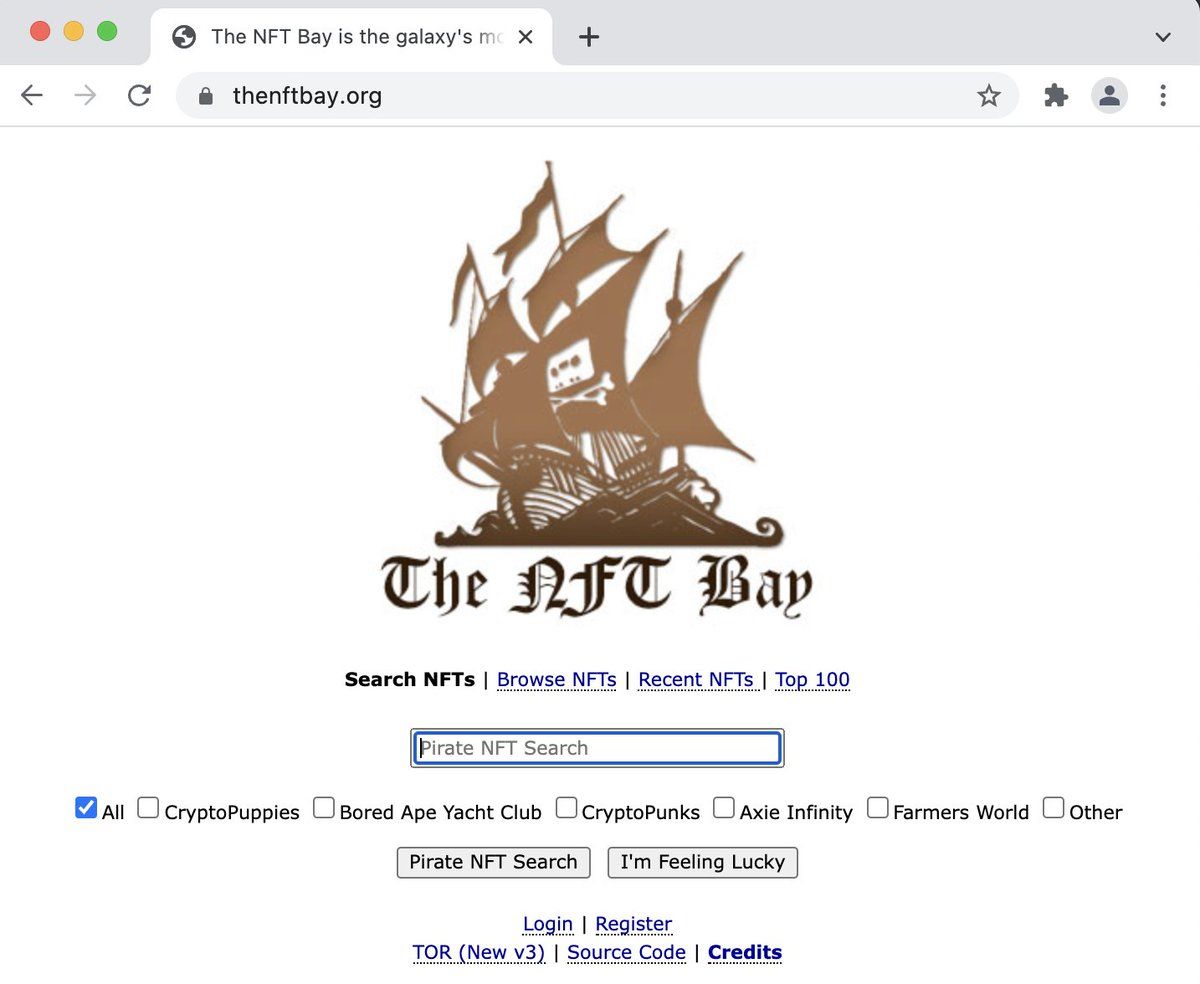 The NFT Bay is the galaxy's mo
thenftbay.org
The NFT Bay
Search NFTs | Browse NFTs | Recent NFTs | Top 100
Pirate NFT Search
All CryptoPuppies Bored Ape Yacht Club CryptoPunks Axie Infinity Farmers World Other
Pirate NFT Search I'm Feeling Lucky
Login | Register
TOR (New v3) | Source Code | Credits